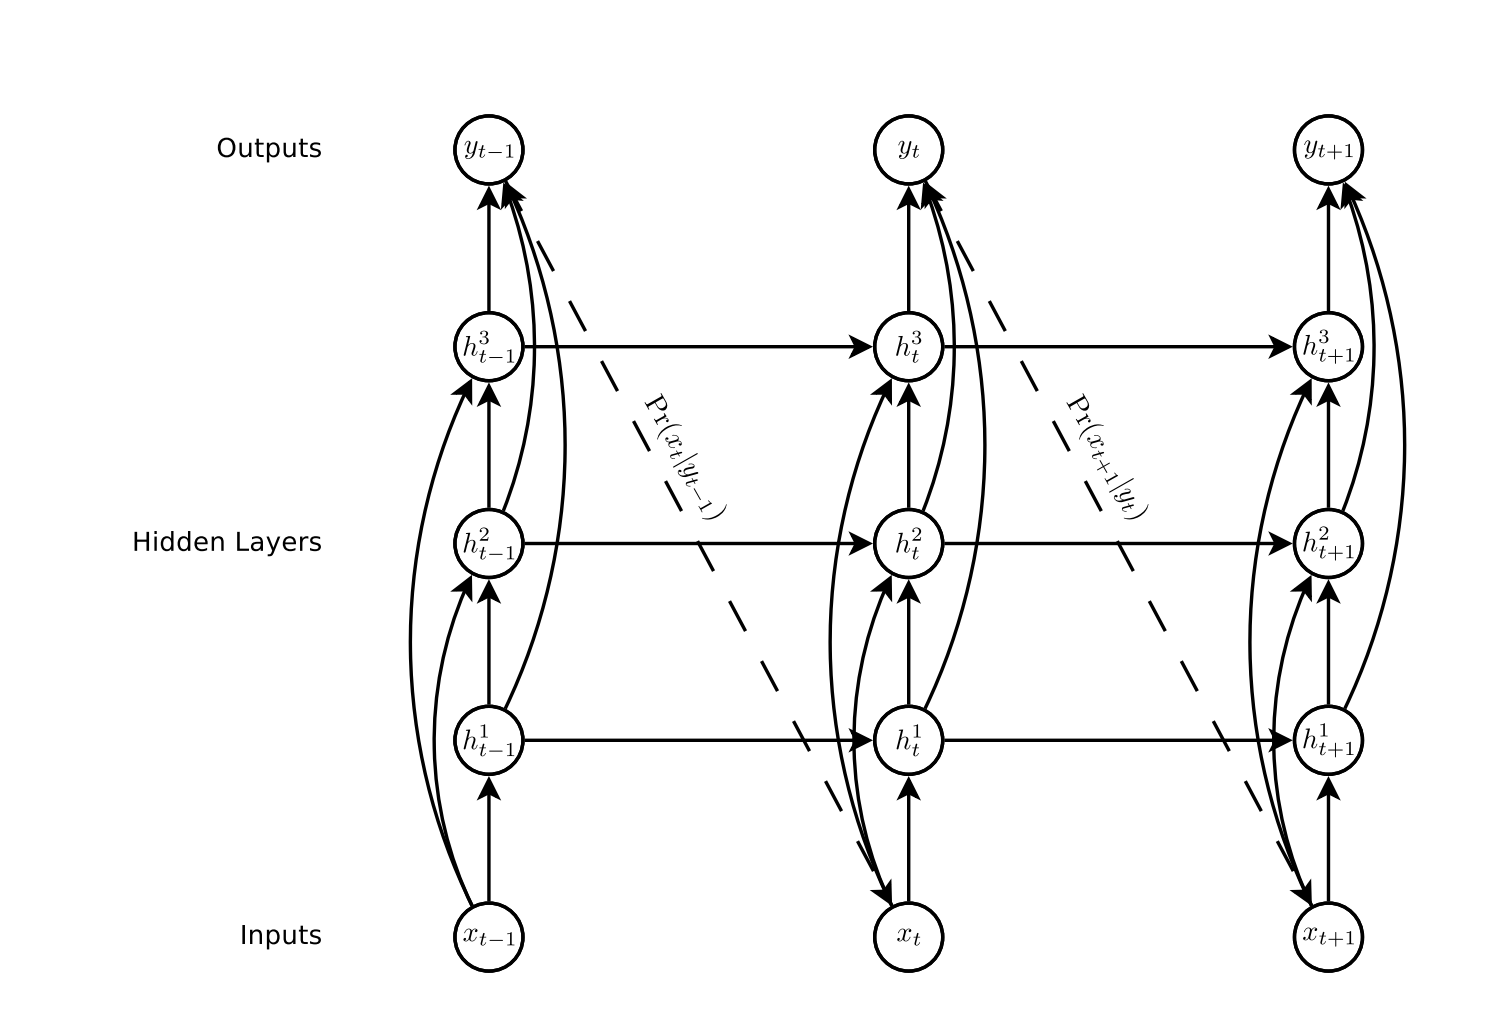 Outputs
y_{t-1}
y_t
y_{t+1}
h^3_{t-1}
h^3_t
h^3_{t+1}
Pr(x_t|y_{t-1})
Pr(x_{t+1}|y_t)
Hidden Layers
h^2_{t-1}
h^2_t
h^2_{t+1}
h^1_{t-1}
h^1_t
h^1_{t+1}
Inputs
x_{t-1}
x_t
x_{t+1}